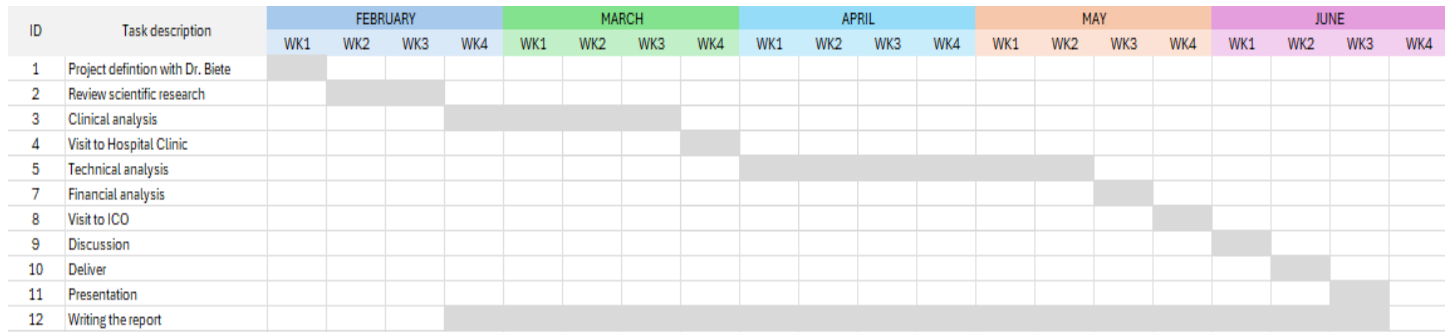 ID Task description FEBRUARY MARCH APRIL MAY JUNE
WK1 WK2 WK3 WK4 WK1 WK2 WK3 WK4 WK1 WK2 WK3 WK4 WK1 WK2 WK3 WK4 WK1 WK2 WK3 WK4
1 Project defintion with Dr. Biete
2 Review scientific research
3 Clinical analysis
4 Visit to Hospital Clinic
5 Technical analysis
7 Financial analysis
8 Visit to ICO
9 Discussion
10 Deliver
11 Presentation
12 Writing the report